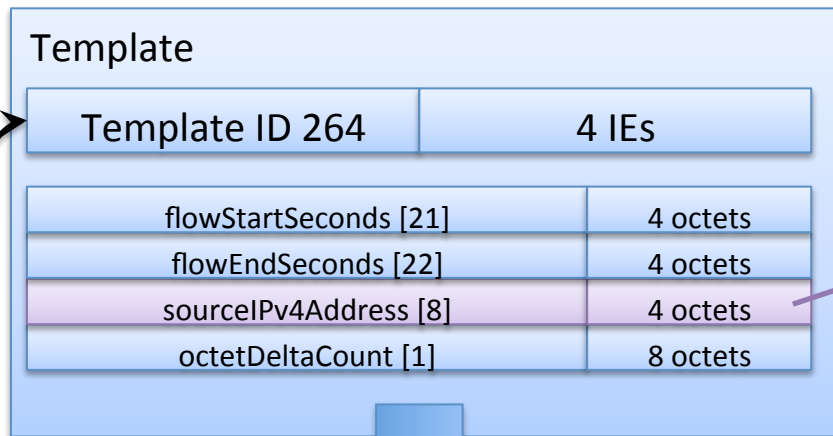 Template
Template ID 264 4 IEs
flowStartSeconds [21] 4 octets
flowEndSeconds [22] 4 octets
sourceIPv4Address [8] 4 octets
octetDeltaCount [1] 8 octets